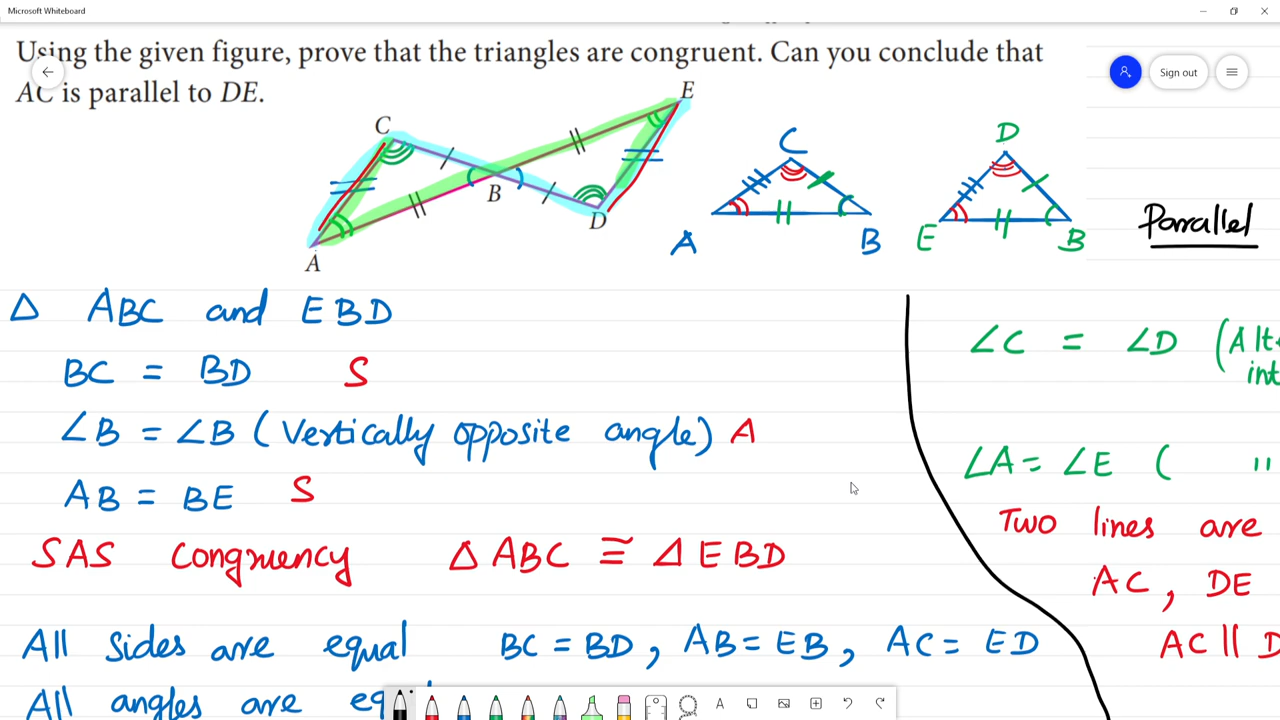 Microsoft Whiteboard
Using the given figure, prove that the triangles are congruent. Can you conclude that
AC is parallel to DE.
Sign out
C
E
B
D
A
C
A
B
D
E
B
Parallel
Δ ABC and EBD
BC = BD S
∠B = ∠B (Vertically opposite angle) A
AB = BE S
SAS Congruency Δ ABC ≅ Δ EBD
All sides are equal BC = BD, AB = EB, AC = ED
All angles are eq
∠C = ∠D (Alt.
int
∠A = ∠E ( "
Two lines are
AC, DE
AC || D
A